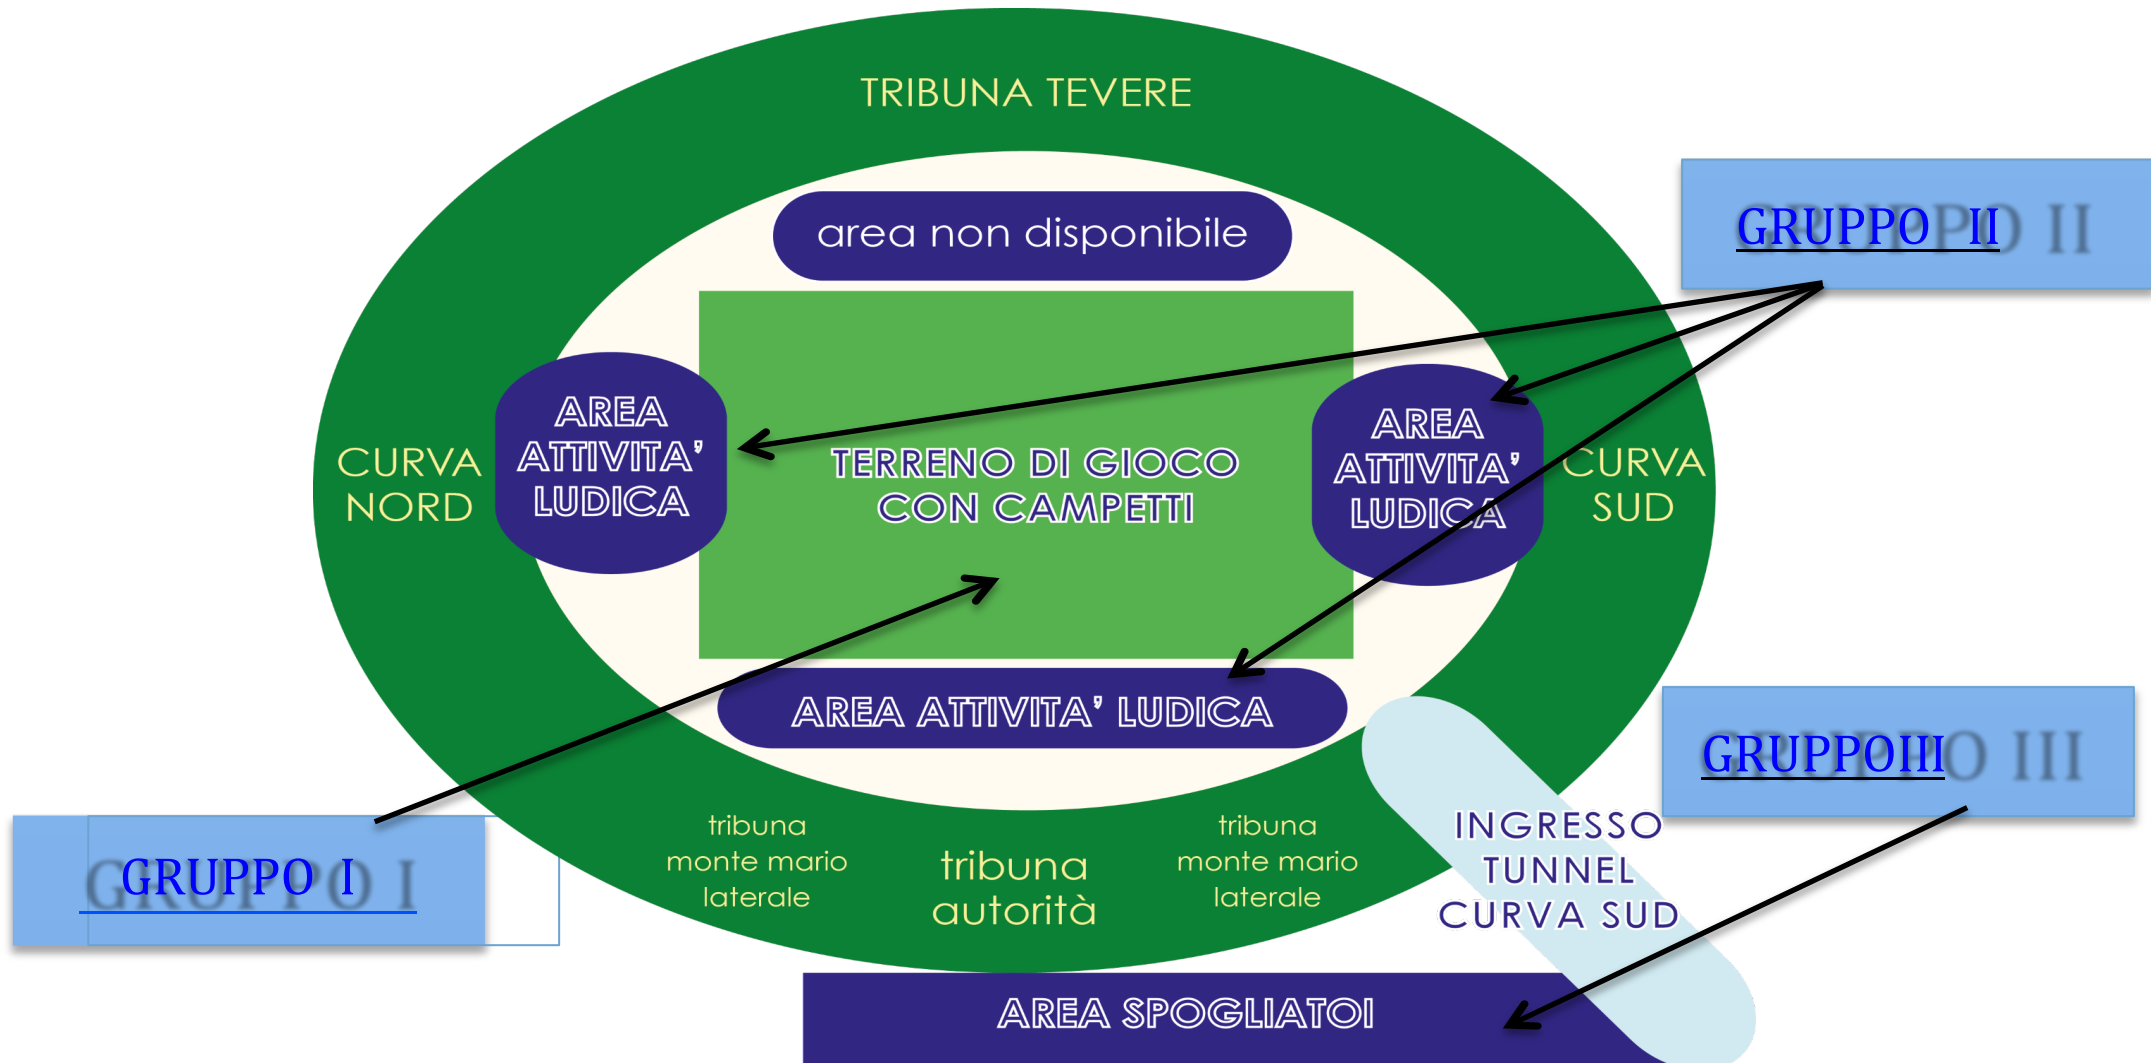 TRIBUNA TEVERE
area non disponibile
GRUPPO II
CURVA
NORD
AREA
ATTIVITA'
LUDICA
TERRENO DI GIOCO
CON CAMPETTI
AREA
ATTIVITA'
LUDICA
CURVA
SUD
AREA ATTIVITA' LUDICA
GRUPPOIII
GRUPPO I
tribuna
monte mario
laterale
tribuna
autorità
tribuna
monte mario
laterale
INGRESSO
TUNNEL
CURVA SUD
AREA SPOGLIATOI